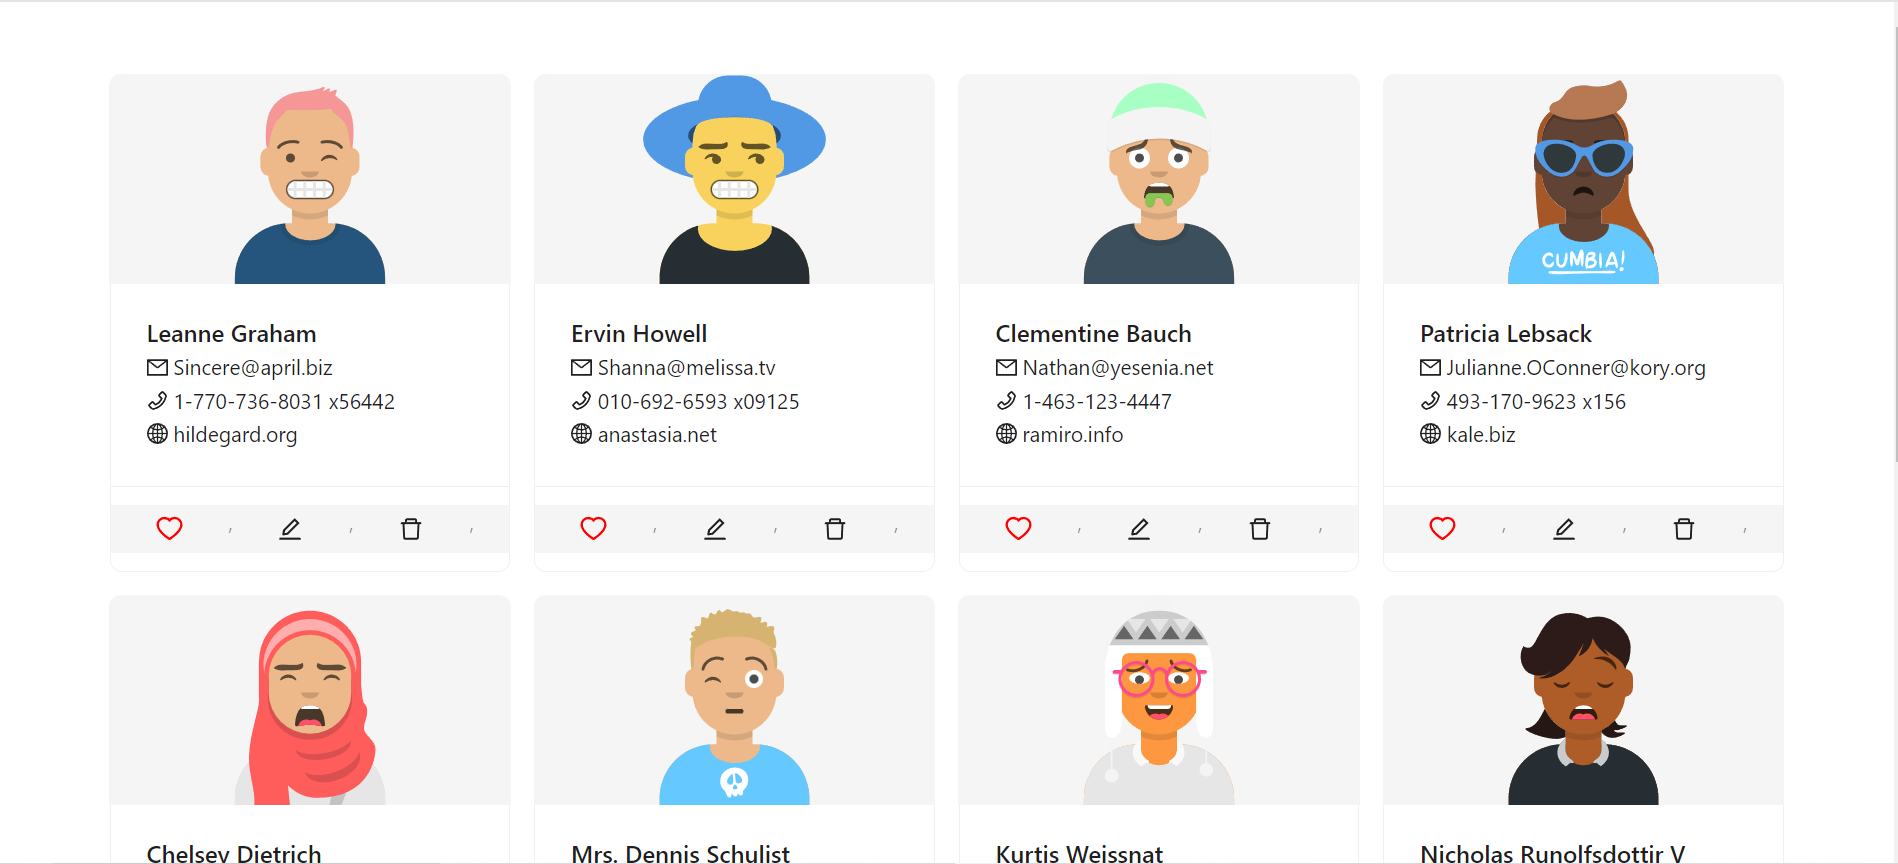 CUMBIA!
Leanne Graham
Sincere@april.biz
1-770-736-8031 x56442
hildegard.org
, , ,
Ervin Howell
Shanna@melissa.tv
010-692-6593 x09125
anastasia.net
, , ,
Clementine Bauch
Nathan@yesenia.net
1-463-123-4447
ramiro.info
, , ,
Patricia Lebsack
Julianne.OConner@kory.org
493-170-9623 x156
kale.biz
, , ,
Chelsey Dietrich
Mrs. Dennis Schulist
Kurtis Weissnat
Nicholas Runolfsdottir V